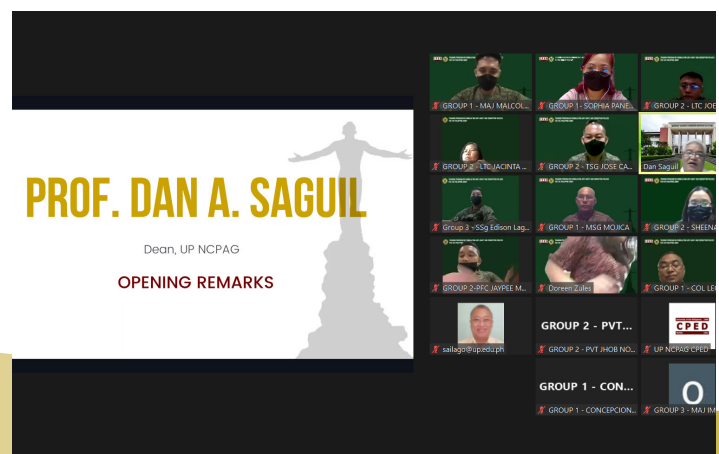 PROF. DAN A. SAGUIL
Dean, UP NCPAG
OPENING REMARKS
GROUP 1 - MAJ MALCOL...
GROUP 1- SOPHIA PANE...
GROUP 2 - LTC JOE
GROUP 2 - LTC JACINTA ...
GROUP 2 - TSG JOSE CA...
Dan Saguil
Group 3 - SSg Edison Lag...
GROUP 1 - MSG MOJICA
GROUP 2 - SHEENA
GROUP 2-PFC JAYPEE M...
Doreen Zules
GROUP 1 - COL LEO
sailago@up.edu.ph
GROUP 2 - PVT...
GROUP 2 - PVT JHOB NO...
CPED
UP NCPAG CPED
GROUP 1 - CON...
GROUP 1 - CONCEPCION...
O
GROUP 3 - MAJ IM